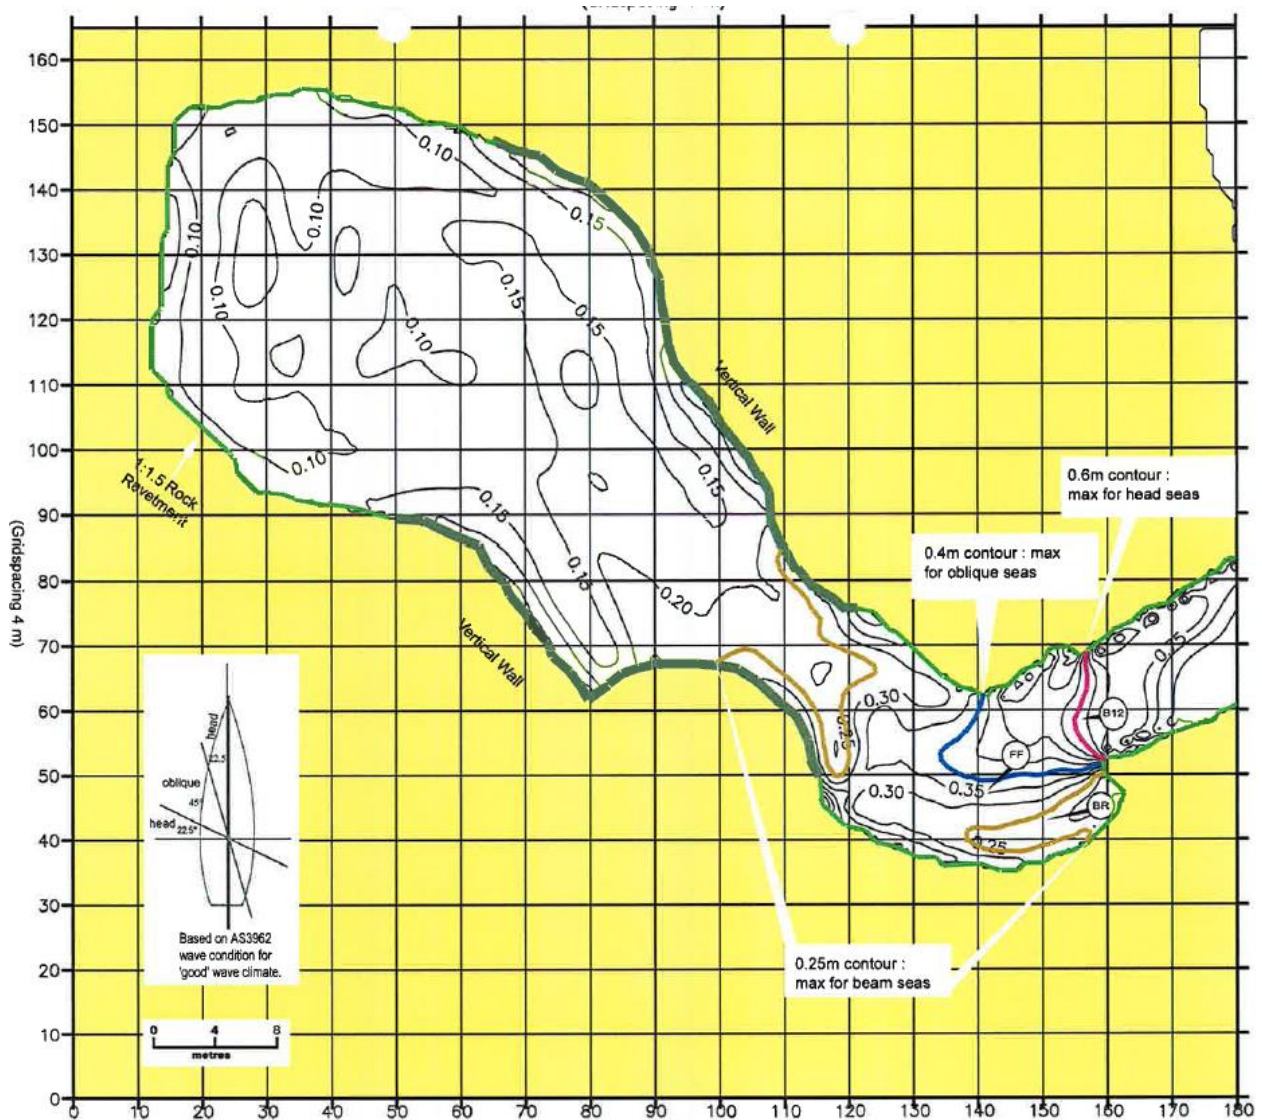 160
150
140
130
120
110
100
90
80
70
60
50
40
30
20
10
0
(Gridspacing 4 m)
0.10
0.10
0.10
0.10
0.10
0.10
0.15
0.15
0.15
0.15
0.15
0.15
0.20
0.25
0.30
0.30
0.35
0.25
0.25
Vertical Wall
Vertical Wall
1:1.5 Rock
Revetment
0.6m contour :
max for head seas
0.4m contour : max
for oblique seas
0.25m contour :
max for beam seas
B12
FF
BR
head
22.5
oblique
45°
head 22.5°
Based on AS3962
wave condition for
'good' wave climate.
0 4 8
metres
0 10 20 30 40 50 60 70 80 90 100 110 120 130 140 150 160 170 180